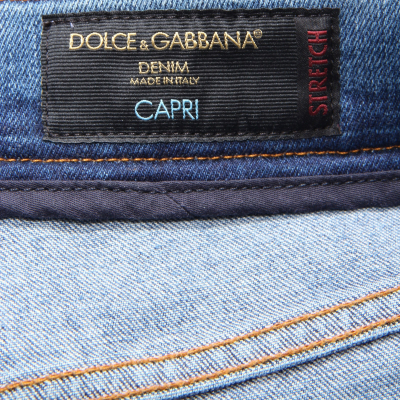 DOLCE & GABBANA®
DENIM
MADE IN ITALY
CAPRI
STRETCH